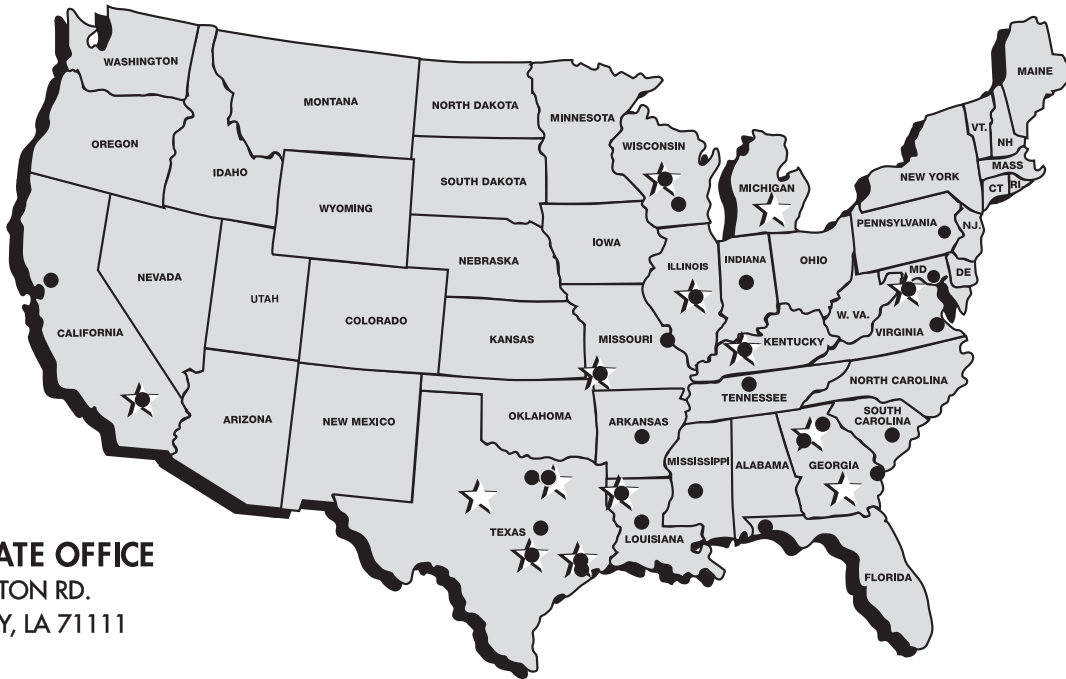 WASHINGTON
MONTANA
NORTH DAKOTA
MINNESOTA
MAINE
OREGON
IDAHO
WYOMING
SOUTH DAKOTA
WISCONSIN
MICHIGAN
NEW YORK
VT.
NH
MASS
CT
RI.
NEVADA
UTAH
COLORADO
NEBRASKA
IOWA
ILLINOIS
INDIANA
OHIO
PENNSYLVANIA
NJ.
MD
DE
CALIFORNIA
KANSAS
MISSOURI
KENTUCKY
W. VA.
VIRGINIA
ARIZONA
NEW MEXICO
OKLAHOMA
ARKANSAS
TENNESSEE
NORTH CAROLINA
SOUTH
CAROLINA
MISSISSIPPI
ALABAMA
GEORGIA
TEXAS
LOUISIANA
FLORIDA
ATE OFFICE
TON RD.
Y, LA 71111